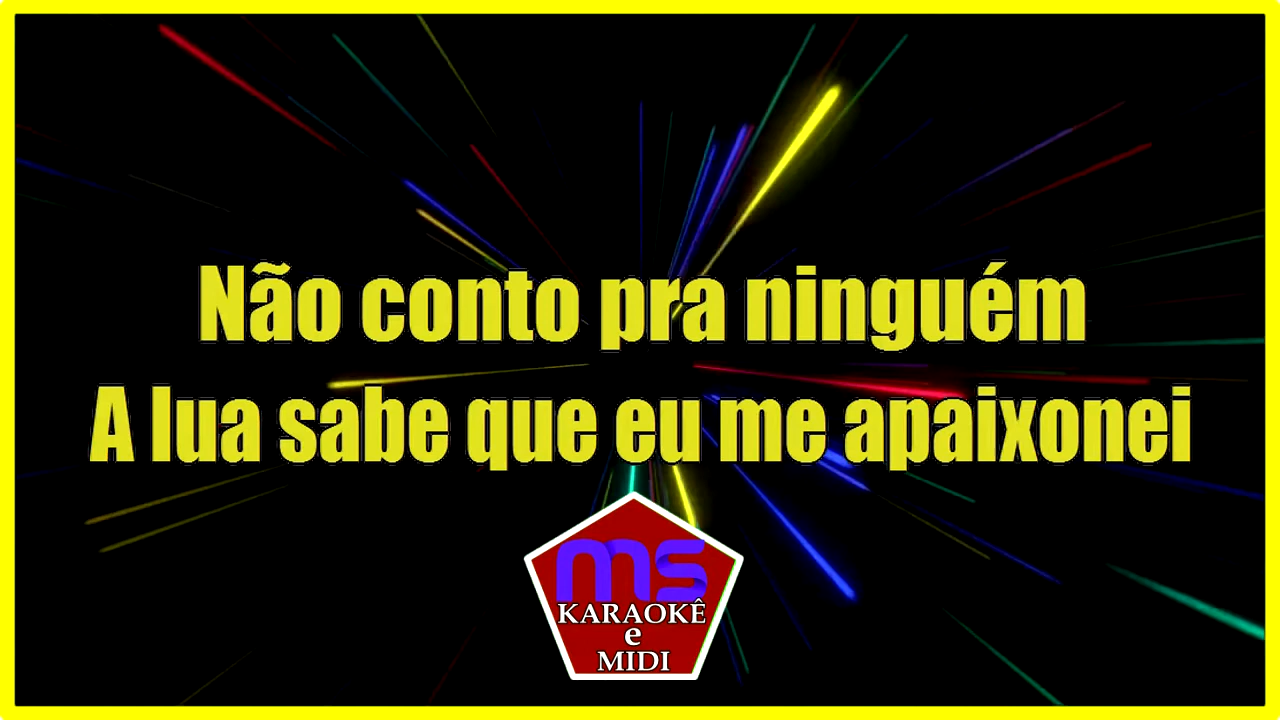 Não conto pra ninguém
A lua sabe que eu me apaixonei
ms
KARAOKÊ
e
MIDI